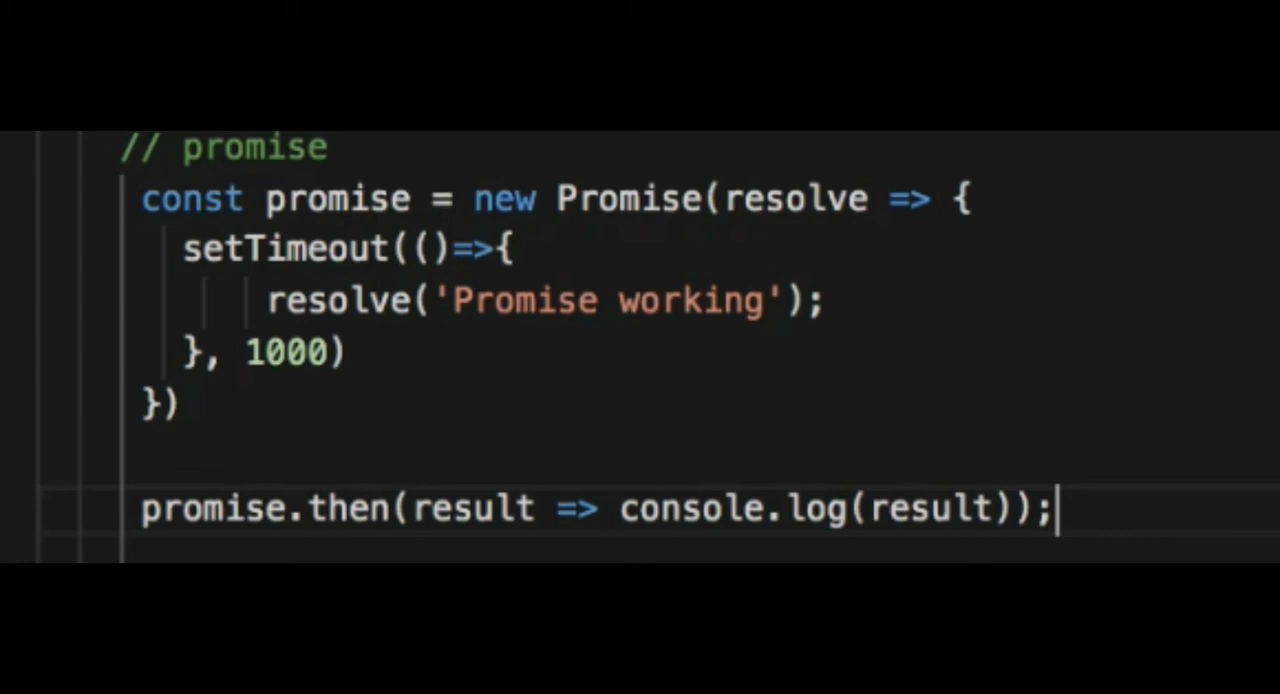 // promise
const promise = new Promise(resolve => {
setTimeout(()=>{
resolve('Promise working');
}, 1000)
})
promise.then(result => console.log(result));